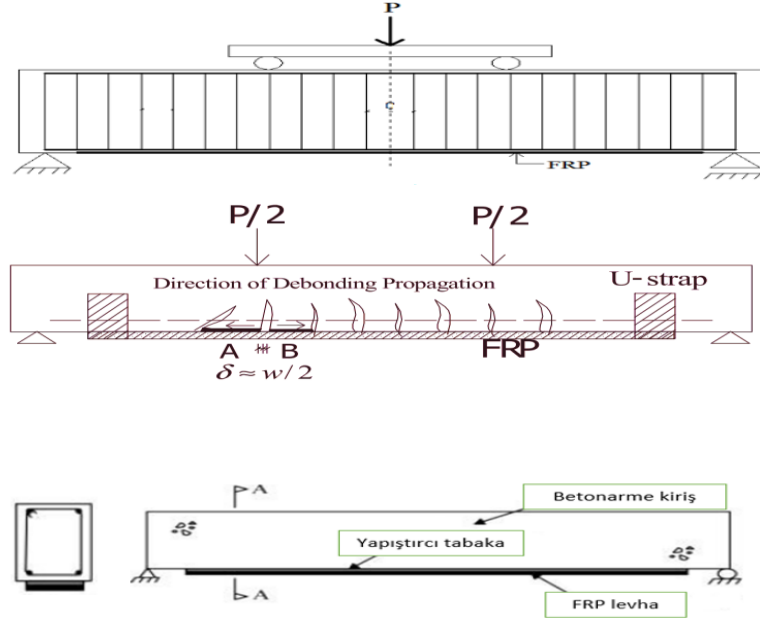 P
FRP
P/2 P/2
Direction of Debonding Propagation U-strap
A B FRP
δ ≈ w/2
A
Betonarme kiriş
Yapıştırcı tabaka
A
FRP levha